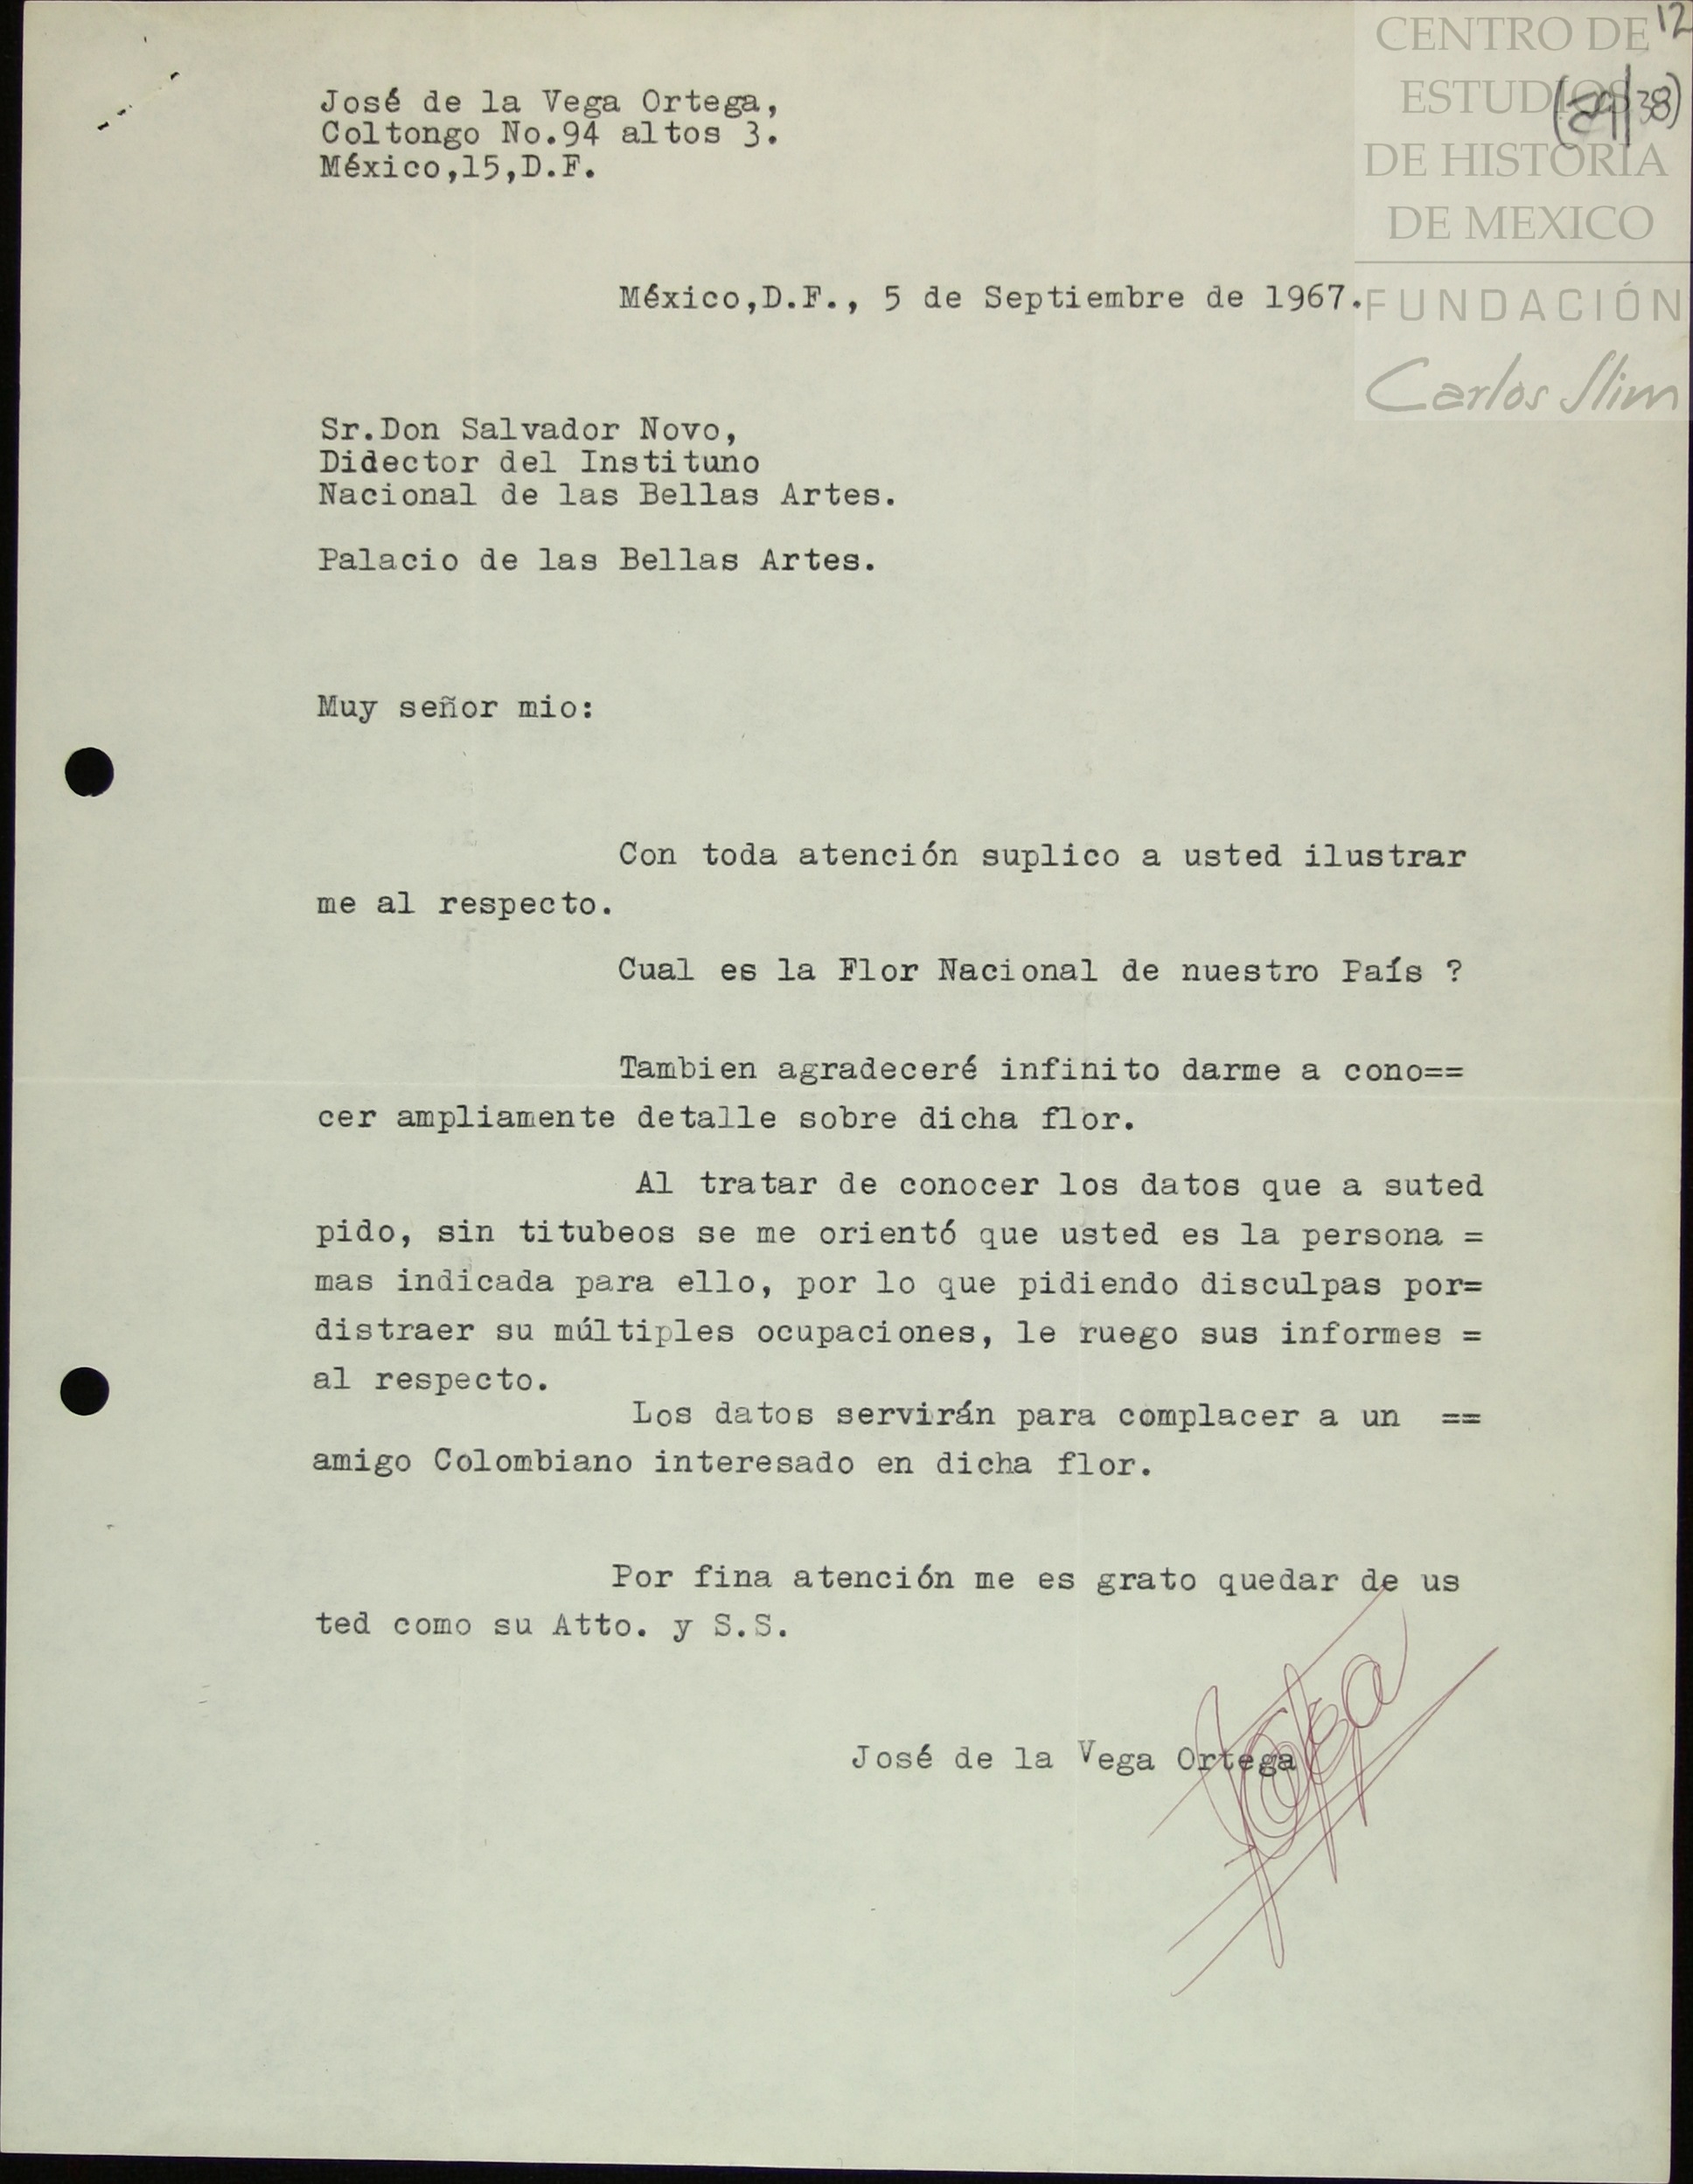 12
CENTRO DE
ESTUDIOS
DE HISTORIA
DE MEXICO
FUNDACIÓN
Carlos Slim
José de la Vega Ortega,
Coltongo No.94 altos 3.
México,15,D.F.
México,D.F., 5 de Septiembre de 1967.
Sr.Don Salvador Novo,
Didector del Instituno
Nacional de las Bellas Artes.
Palacio de las Bellas Artes.
Muy señor mio:
Con toda atención suplico a usted ilustrar
me al respecto.
Cual es la Flor Nacional de nuestro País ?
Tambien agradeceré infinito darme a cono==
cer ampliamente detalle sobre dicha flor.
Al tratar de conocer los datos que a suted
pido, sin titubeos se me orientó que usted es la persona =
mas indicada para ello, por lo que pidiendo disculpas por=
distraer su múltiples ocupaciones, le ruego sus informes =
al respecto.
Los datos servirán para complacer a un ==
amigo Colombiano interesado en dicha flor.
Por fina atención me es grato quedar de us
ted como su Atto. y S.S.
José de la Vega Ortega